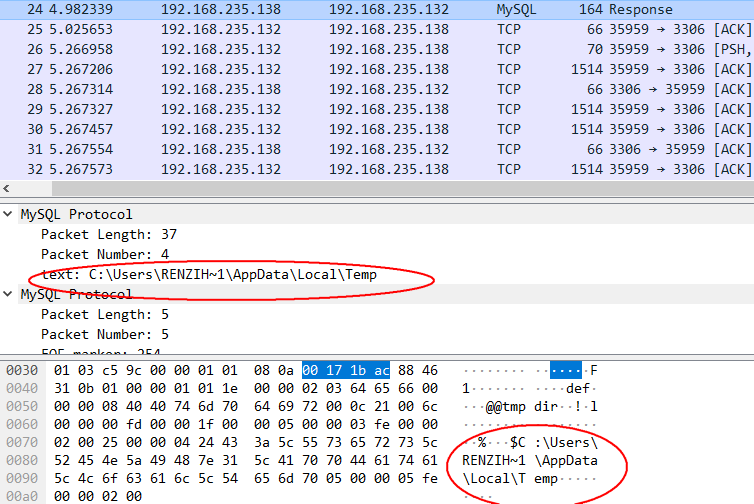 24 4.982339 192.168.235.138 192.168.235.132 MySQL 164 Response
25 5.025653 192.168.235.132 192.168.235.138 TCP 66 35959 → 3306 [ACK]
26 5.266958 192.168.235.132 192.168.235.138 TCP 70 35959 → 3306 [PSH,
27 5.267206 192.168.235.132 192.168.235.138 TCP 1514 35959 → 3306 [ACK]
28 5.267314 192.168.235.138 192.168.235.132 TCP 66 3306 → 35959 [ACK]
29 5.267327 192.168.235.132 192.168.235.138 TCP 1514 35959 → 3306 [ACK]
30 5.267457 192.168.235.132 192.168.235.138 TCP 1514 35959 → 3306 [ACK]
31 5.267554 192.168.235.138 192.168.235.132 TCP 66 3306 → 35959 [ACK]
32 5.267573 192.168.235.132 192.168.235.138 TCP 1514 35959 → 3306 [ACK]
MySQL Protocol
Packet Length: 37
Packet Number: 4
text: C:\Users\RENZIH~1\AppData\Local\Temp
MySQL Protocol
Packet Length: 5
Packet Number: 5
EOF marker: 254
0030 01 03 c5 9c 00 00 01 01 08 0a 00 17 1b ac 88 46 ········ ·····F
0040 31 0b 01 00 00 01 01 1e 00 00 02 03 64 65 66 00 1······· ····def·
0050 00 00 08 40 40 74 6d 70 64 69 72 00 0c 21 00 6c ···@@tmp dir··!·l
0060 00 00 00 fd 00 00 1f 00 00 05 00 00 03 fe 00 00 ········ ········
0070 02 00 25 00 00 04 24 43 3a 5c 55 73 65 72 73 5c ··%···$C :\Users\
0080 52 45 4e 5a 49 48 7e 31 5c 41 70 70 44 61 74 61 RENZIH~1 \AppData
0090 5c 4c 6f 63 61 6c 5c 54 65 6d 70 05 00 00 05 fe \Local\T emp·····
00a0 00 00 02 00 ····